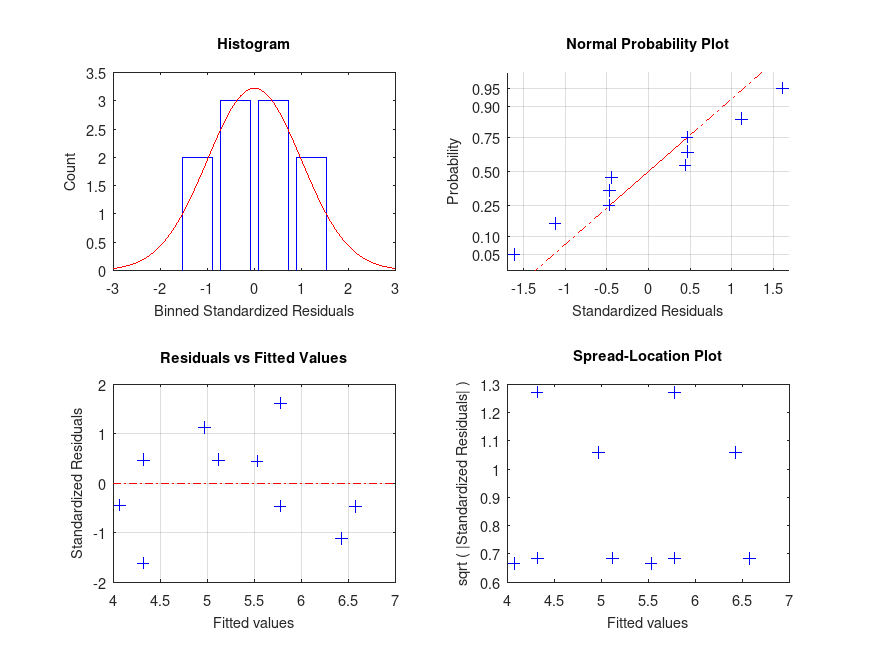 Histogram
3.5
3
2.5
2
1.5
1
0.5
0
-3 -2 -1 0 1 2 3
Count
Binned Standardized Residuals
Normal Probability Plot
0.95
0.90
0.75
0.50
0.25
0.10
0.05
-1.5 -1 -0.5 0 0.5 1 1.5
Probability
Standardized Residuals
Residuals vs Fitted Values
2
1
0
-1
-2
4 4.5 5 5.5 6 6.5 7
Standardized Residuals
Fitted values
Spread-Location Plot
1.3
1.2
1.1
1
0.9
0.8
0.7
0.6
4 4.5 5 5.5 6 6.5 7
sqrt ( |Standardized Residuals| )
Fitted values